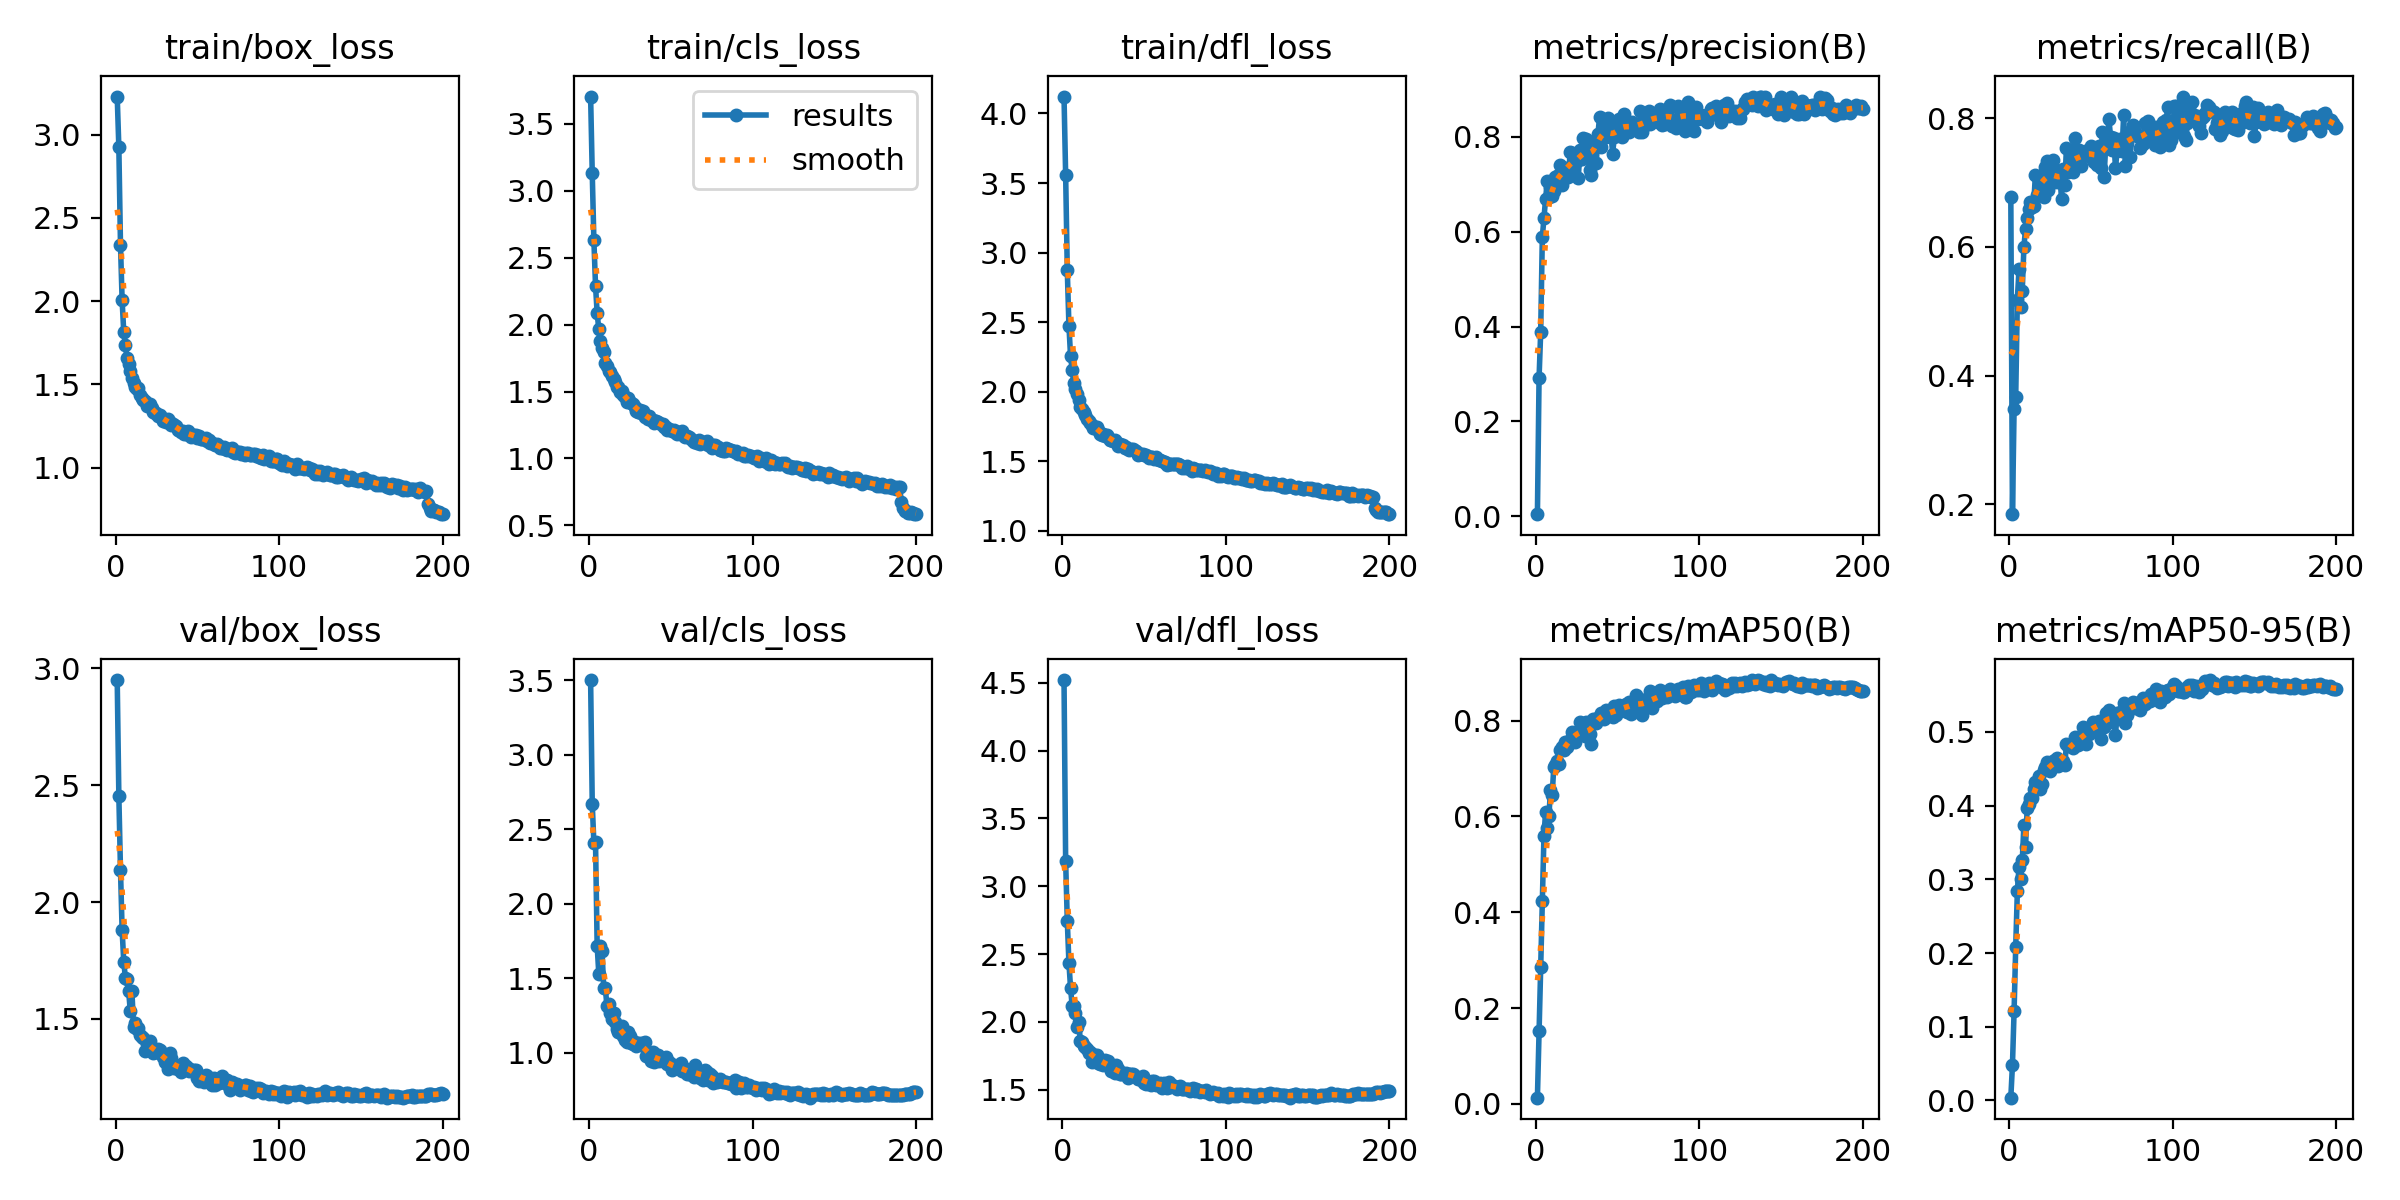 train/box_loss
3.0
2.5
2.0
1.5
1.0
0 100 200
train/cls_loss
results
smooth
3.5
3.0
2.5
2.0
1.5
1.0
0.5
0 100 200
train/dfl_loss
4.0
3.5
3.0
2.5
2.0
1.5
1.0
0 100 200
metrics/precision(B)
0.8
0.6
0.4
0.2
0.0
0 100 200
metrics/recall(B)
0.8
0.6
0.4
0.2
0 100 200
val/box_loss
3.0
2.5
2.0
1.5
0 100 200
val/cls_loss
3.5
3.0
2.5
2.0
1.5
1.0
0 100 200
val/dfl_loss
4.5
4.0
3.5
3.0
2.5
2.0
1.5
0 100 200
metrics/mAP50(B)
0.8
0.6
0.4
0.2
0.0
0 100 200
metrics/mAP50-95(B)
0.5
0.4
0.3
0.2
0.1
0.0
0 100 200